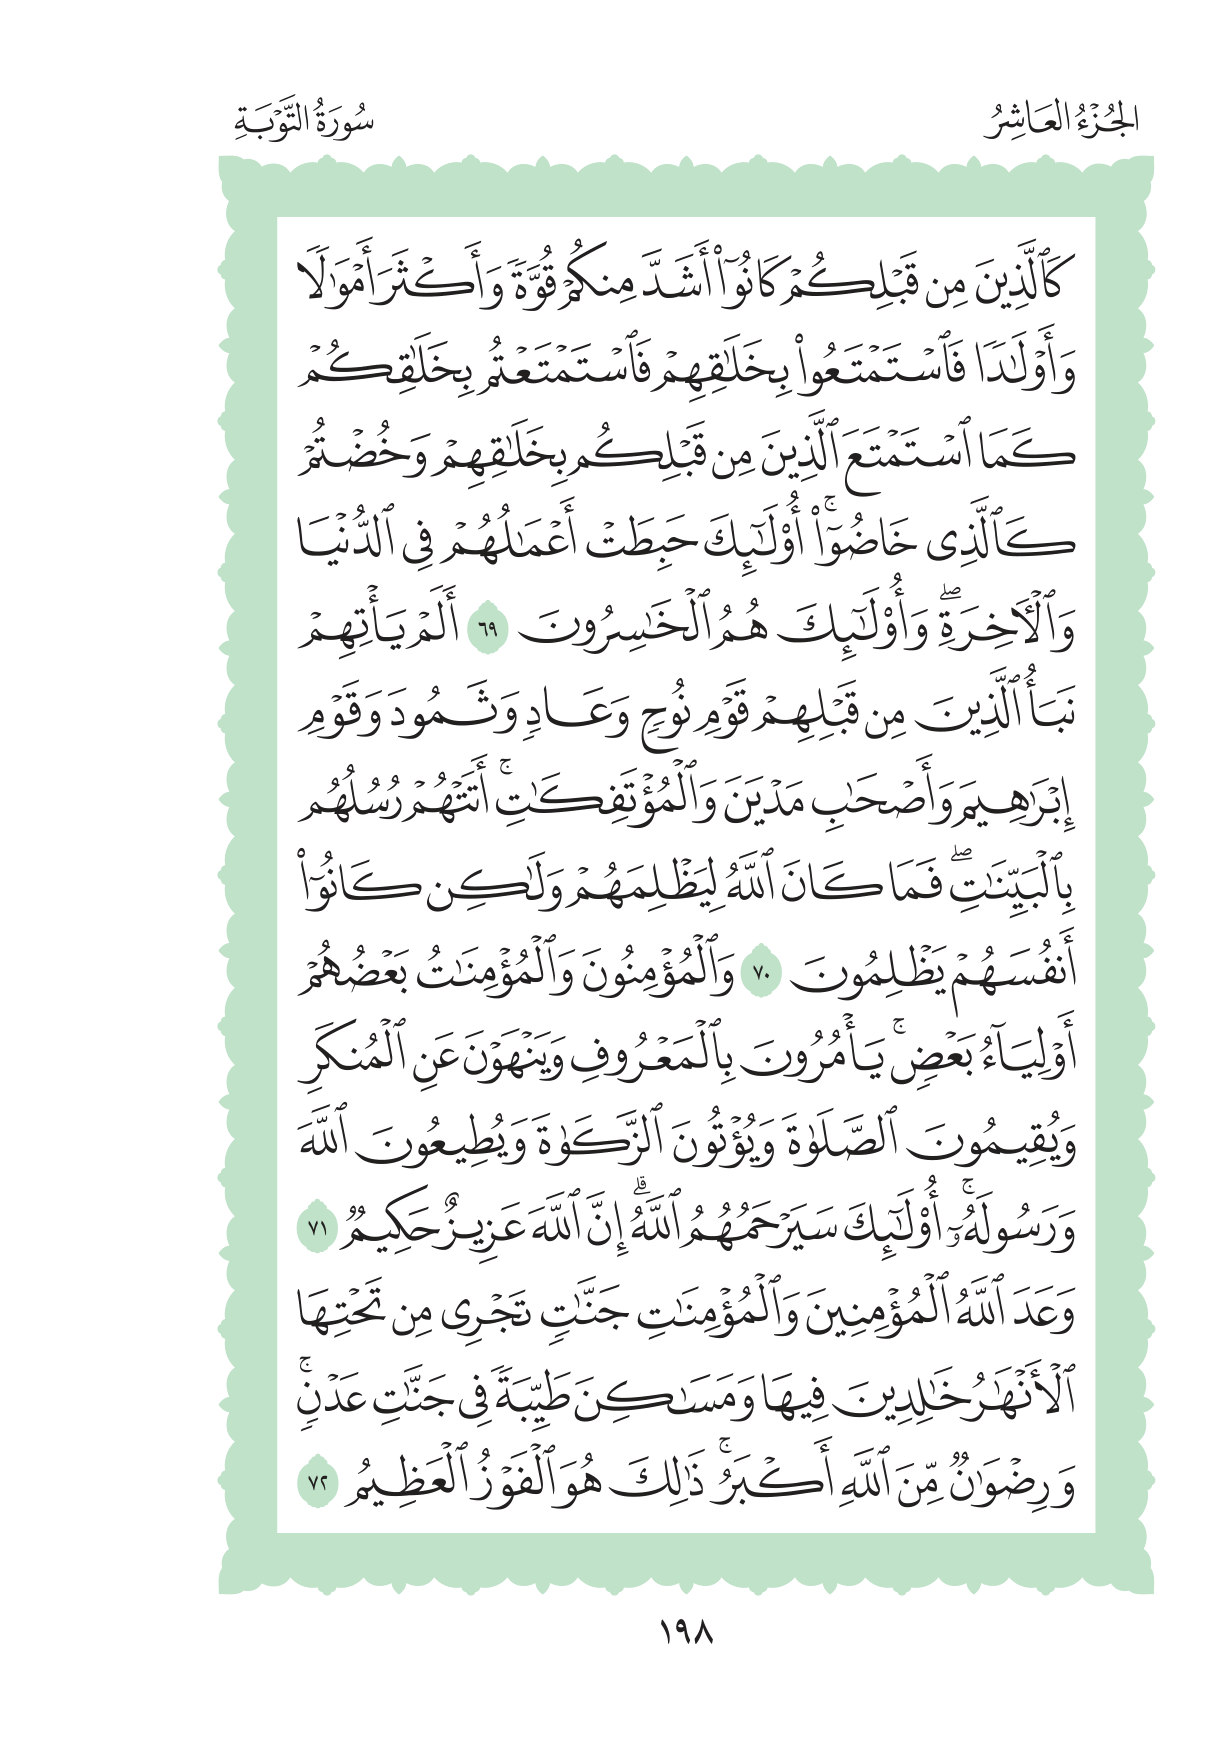 الجُزْءُ العَاشِرُ
سُورَةُ التَّوْبَةِ
كَٱلَّذِينَ مِن قَبْلِكُمْ كَانُوٓا۟ أَشَدَّ مِنكُمْ قُوَّةً وَأَكْثَرَ أَمْوَٰلًا
وَأَوْلَٰدًا فَٱسْتَمْتَعُوا۟ بِخَلَٰقِهِمْ فَٱسْتَمْتَعْتُم بِخَلَٰقِكُمْ
كَمَا ٱسْتَمْتَعَ ٱلَّذِينَ مِن قَبْلِكُم بِخَلَٰقِهِمْ وَخُضْتُمْ
كَٱلَّذِى خَاضُوٓا۟ ۚ أُو۟لَٰٓئِكَ حَبِطَتْ أَعْمَٰلُهُمْ فِى ٱلدُّنْيَا
وَٱلْأَخِرَةِ ۖ وَأُو۟لَٰٓئِكَ هُمُ ٱلْخَٰسِرُونَ ٦٩ أَلَمْ يَأْتِهِمْ
نَبَأُ ٱلَّذِينَ مِن قَبْلِهِمْ قَوْمِ نُوحٍ وَعَادٍ وَثَمُودَ وَقَوْمِ
إِبْرَٰهِيمَ وَأَصْحَٰبِ مَدْيَنَ وَٱلْمُؤْتَفِكَٰتِ ۚ أَتَتْهُمْ رُسُلُهُم
بِٱلْبَيِّنَٰتِ ۖ فَمَا كَانَ ٱللَّهُ لِيَظْلِمَهُمْ وَلَٰكِن كَانُوٓا۟
أَنفُسَهُمْ يَظْلِمُونَ ٧٠ وَٱلْمُؤْمِنُونَ وَٱلْمُؤْمِنَٰتُ بَعْضُهُمْ
أَوْلِيَآءُ بَعْضٍ ۚ يَأْمُرُونَ بِٱلْمَعْرُوفِ وَيَنْهَوْنَ عَنِ ٱلْمُنكَرِ
وَيُقِيمُونَ ٱلصَّلَوٰةَ وَيُؤْتُونَ ٱلزَّكَوٰةَ وَيُطِيعُونَ ٱللَّهَ
وَرَسُولَهُۥٓ ۚ أُو۟لَٰٓئِكَ سَيَرْحَمُهُمُ ٱللَّهُ ۗ إِنَّ ٱللَّهَ عَزِيزٌ حَكِيمٌ ٧١
وَعَدَ ٱللَّهُ ٱلْمُؤْمِنِينَ وَٱلْمُؤْمِنَٰتِ جَنَّٰتٍ تَجْرِى مِن تَحْتِهَا
ٱلْأَنْهَٰرُ خَٰلِدِينَ فِيهَا وَمَسَٰكِنَ طَيِّبَةً فِى جَنَّٰتِ عَدْنٍ ۚ
وَرِضْوَٰنٌ مِّنَ ٱللَّهِ أَكْبَرُ ۚ ذَٰلِكَ هُوَ ٱلْفَوْزُ ٱلْعَظِيمُ ٧٢
١٩٨